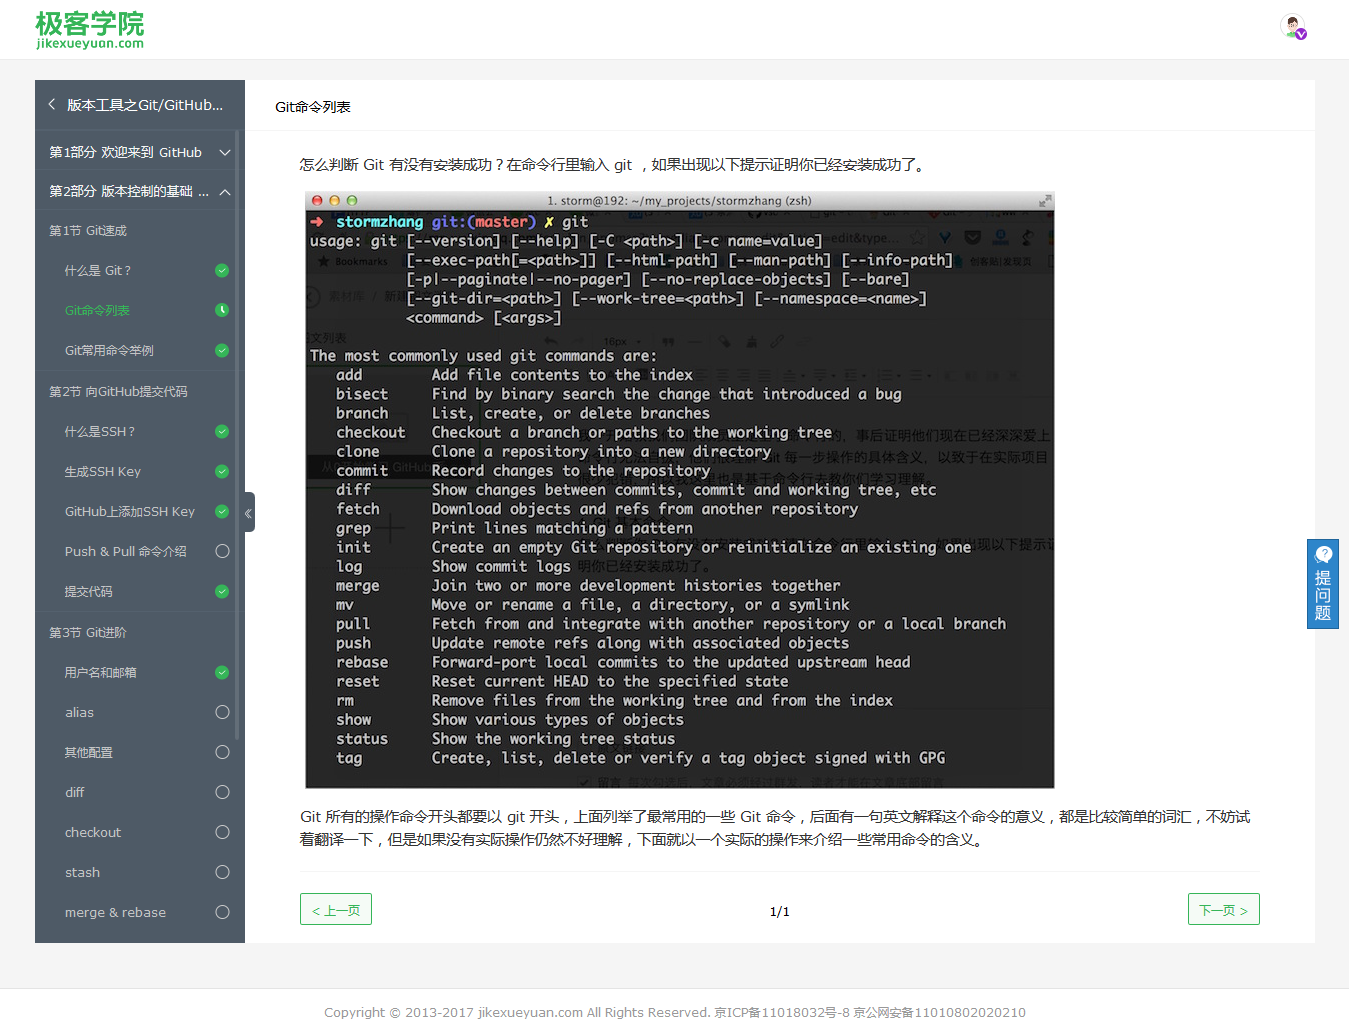 极客学院
jikexueyuan.com
版本工具之Git/GitHub...
第1部分 欢迎来到 GitHub
第2部分 版本控制的基础 ...
第1节 Git速成
什么是 Git？
Git命令列表
Git常用命令举例
第2节 向GitHub提交代码
什么是SSH？
生成SSH Key
GitHub上添加SSH Key
Push & Pull 命令介绍
提交代码
第3节 Git进阶
用户名和邮箱
alias
其他配置
diff
checkout
stash
merge & rebase
Git命令列表
怎么判断 Git 有没有安装成功？在命令行里输入 git ，如果出现以下提示证明你已经安装成功了。
1. storm@192: ~/my_projects/stormzhang (zsh)
➜ stormzhang git:(master) ✗ git
usage: git [--version] [--help] [-C <path>] [-c name=value]
[--exec-path[=<path>]] [--html-path] [--man-path] [--info-path]
[-p|--paginate|--no-pager] [--no-replace-objects] [--bare]
[--git-dir=<path>] [--work-tree=<path>] [--namespace=<name>]
<command> [<args>]
The most commonly used git commands are:
add Add file contents to the index
bisect Find by binary search the change that introduced a bug
branch List, create, or delete branches
checkout Checkout a branch or paths to the working tree
clone Clone a repository into a new directory
commit Record changes to the repository
diff Show changes between commits, commit and working tree, etc
fetch Download objects and refs from another repository
grep Print lines matching a pattern
init Create an empty Git repository or reinitialize an existing one
log Show commit logs
merge Join two or more development histories together
mv Move or rename a file, a directory, or a symlink
pull Fetch from and integrate with another repository or a local branch
push Update remote refs along with associated objects
rebase Forward-port local commits to the updated upstream head
reset Reset current HEAD to the specified state
rm Remove files from the working tree and from the index
show Show various types of objects
status Show the working tree status
tag Create, list, delete or verify a tag object signed with GPG
Git 所有的操作命令开头都要以 git 开头，上面列举了最常用的一些 Git 命令，后面有一句英文解释这个命令的意义，都是比较简单的词汇，不妨试
着翻译一下，但是如果没有实际操作仍然不好理解，下面就以一个实际的操作来介绍一些常用命令的含义。
< 上一页
1/1
下一页 >
提问题
Copyright © 2013-2017 jikexueyuan.com All Rights Reserved. 京ICP备11018032号-8 京公网安备11010802020210